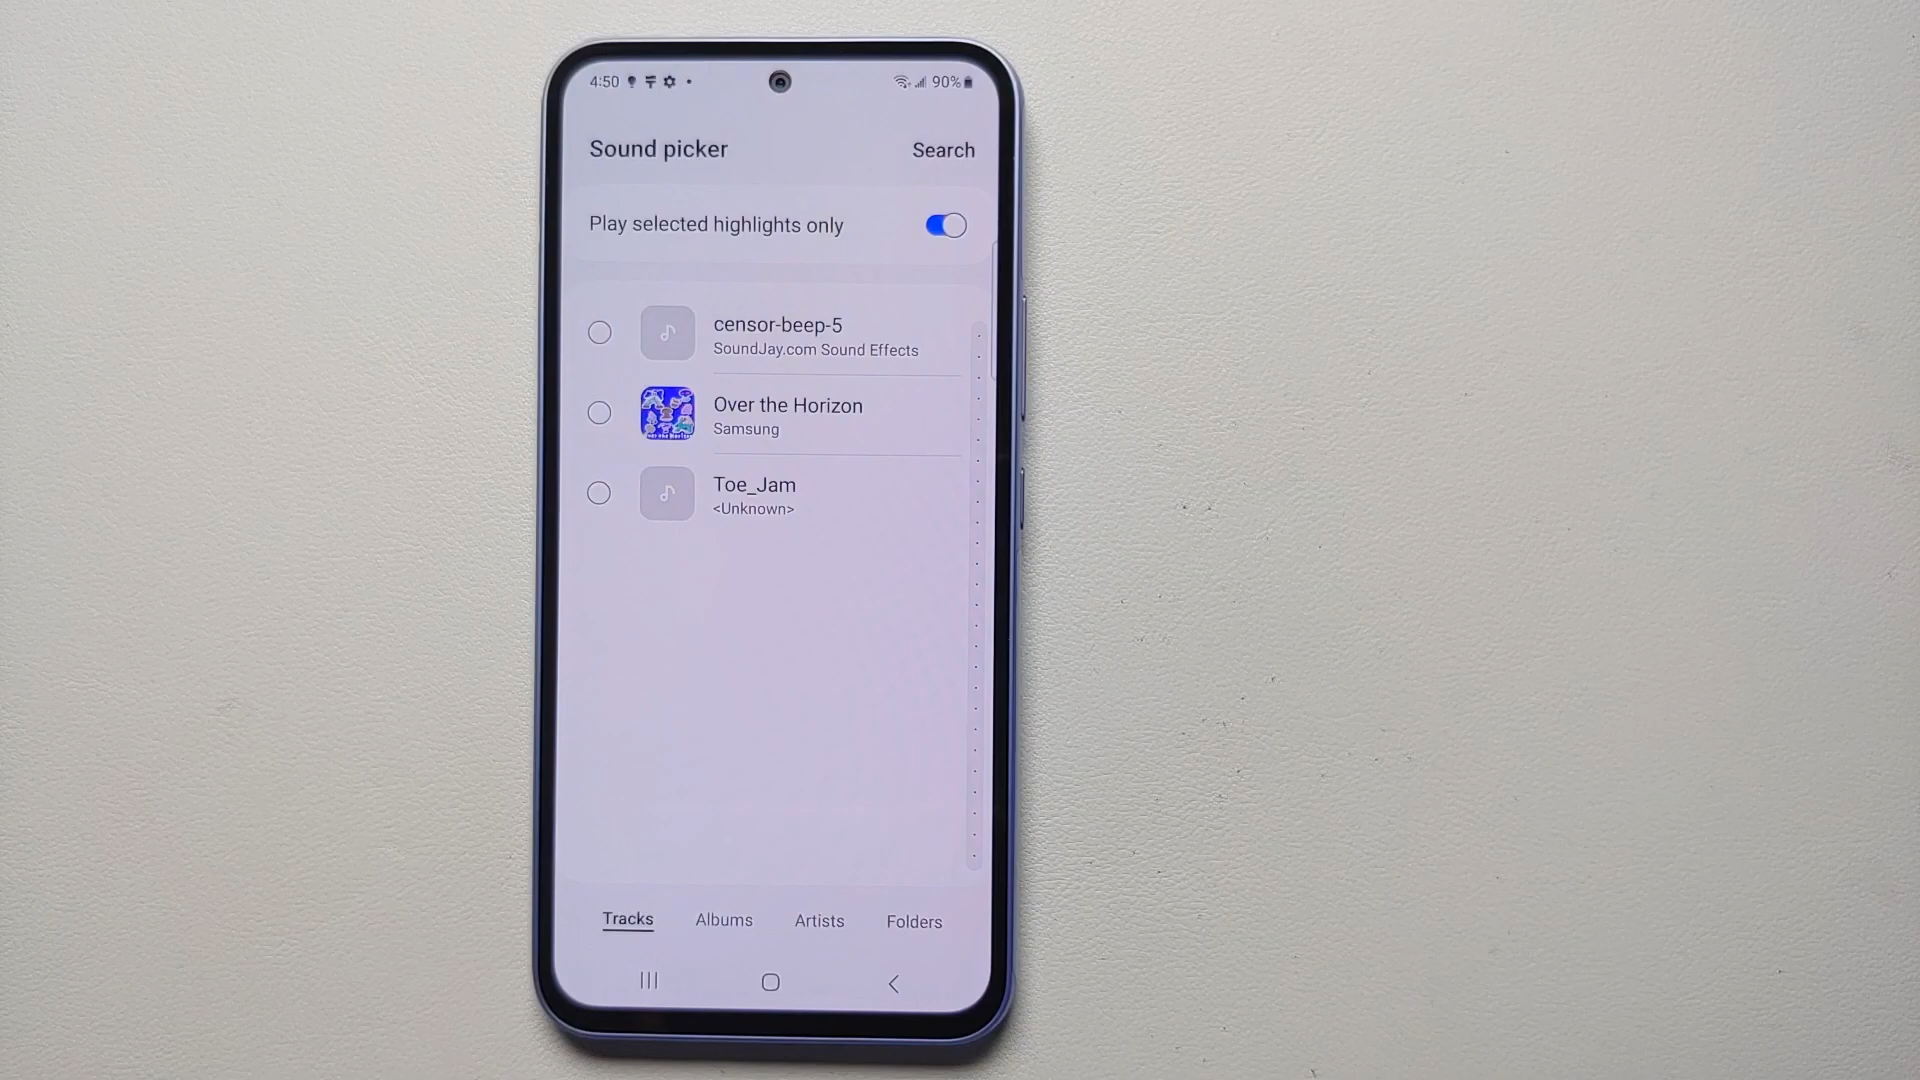 4:50
90%
Sound picker
Search
Play selected highlights only
censor-beep-5
SoundJay.com Sound Effects
Over the Horizon
Samsung
Toe_Jam
<Unknown>
Tracks
Albums
Artists
Folders